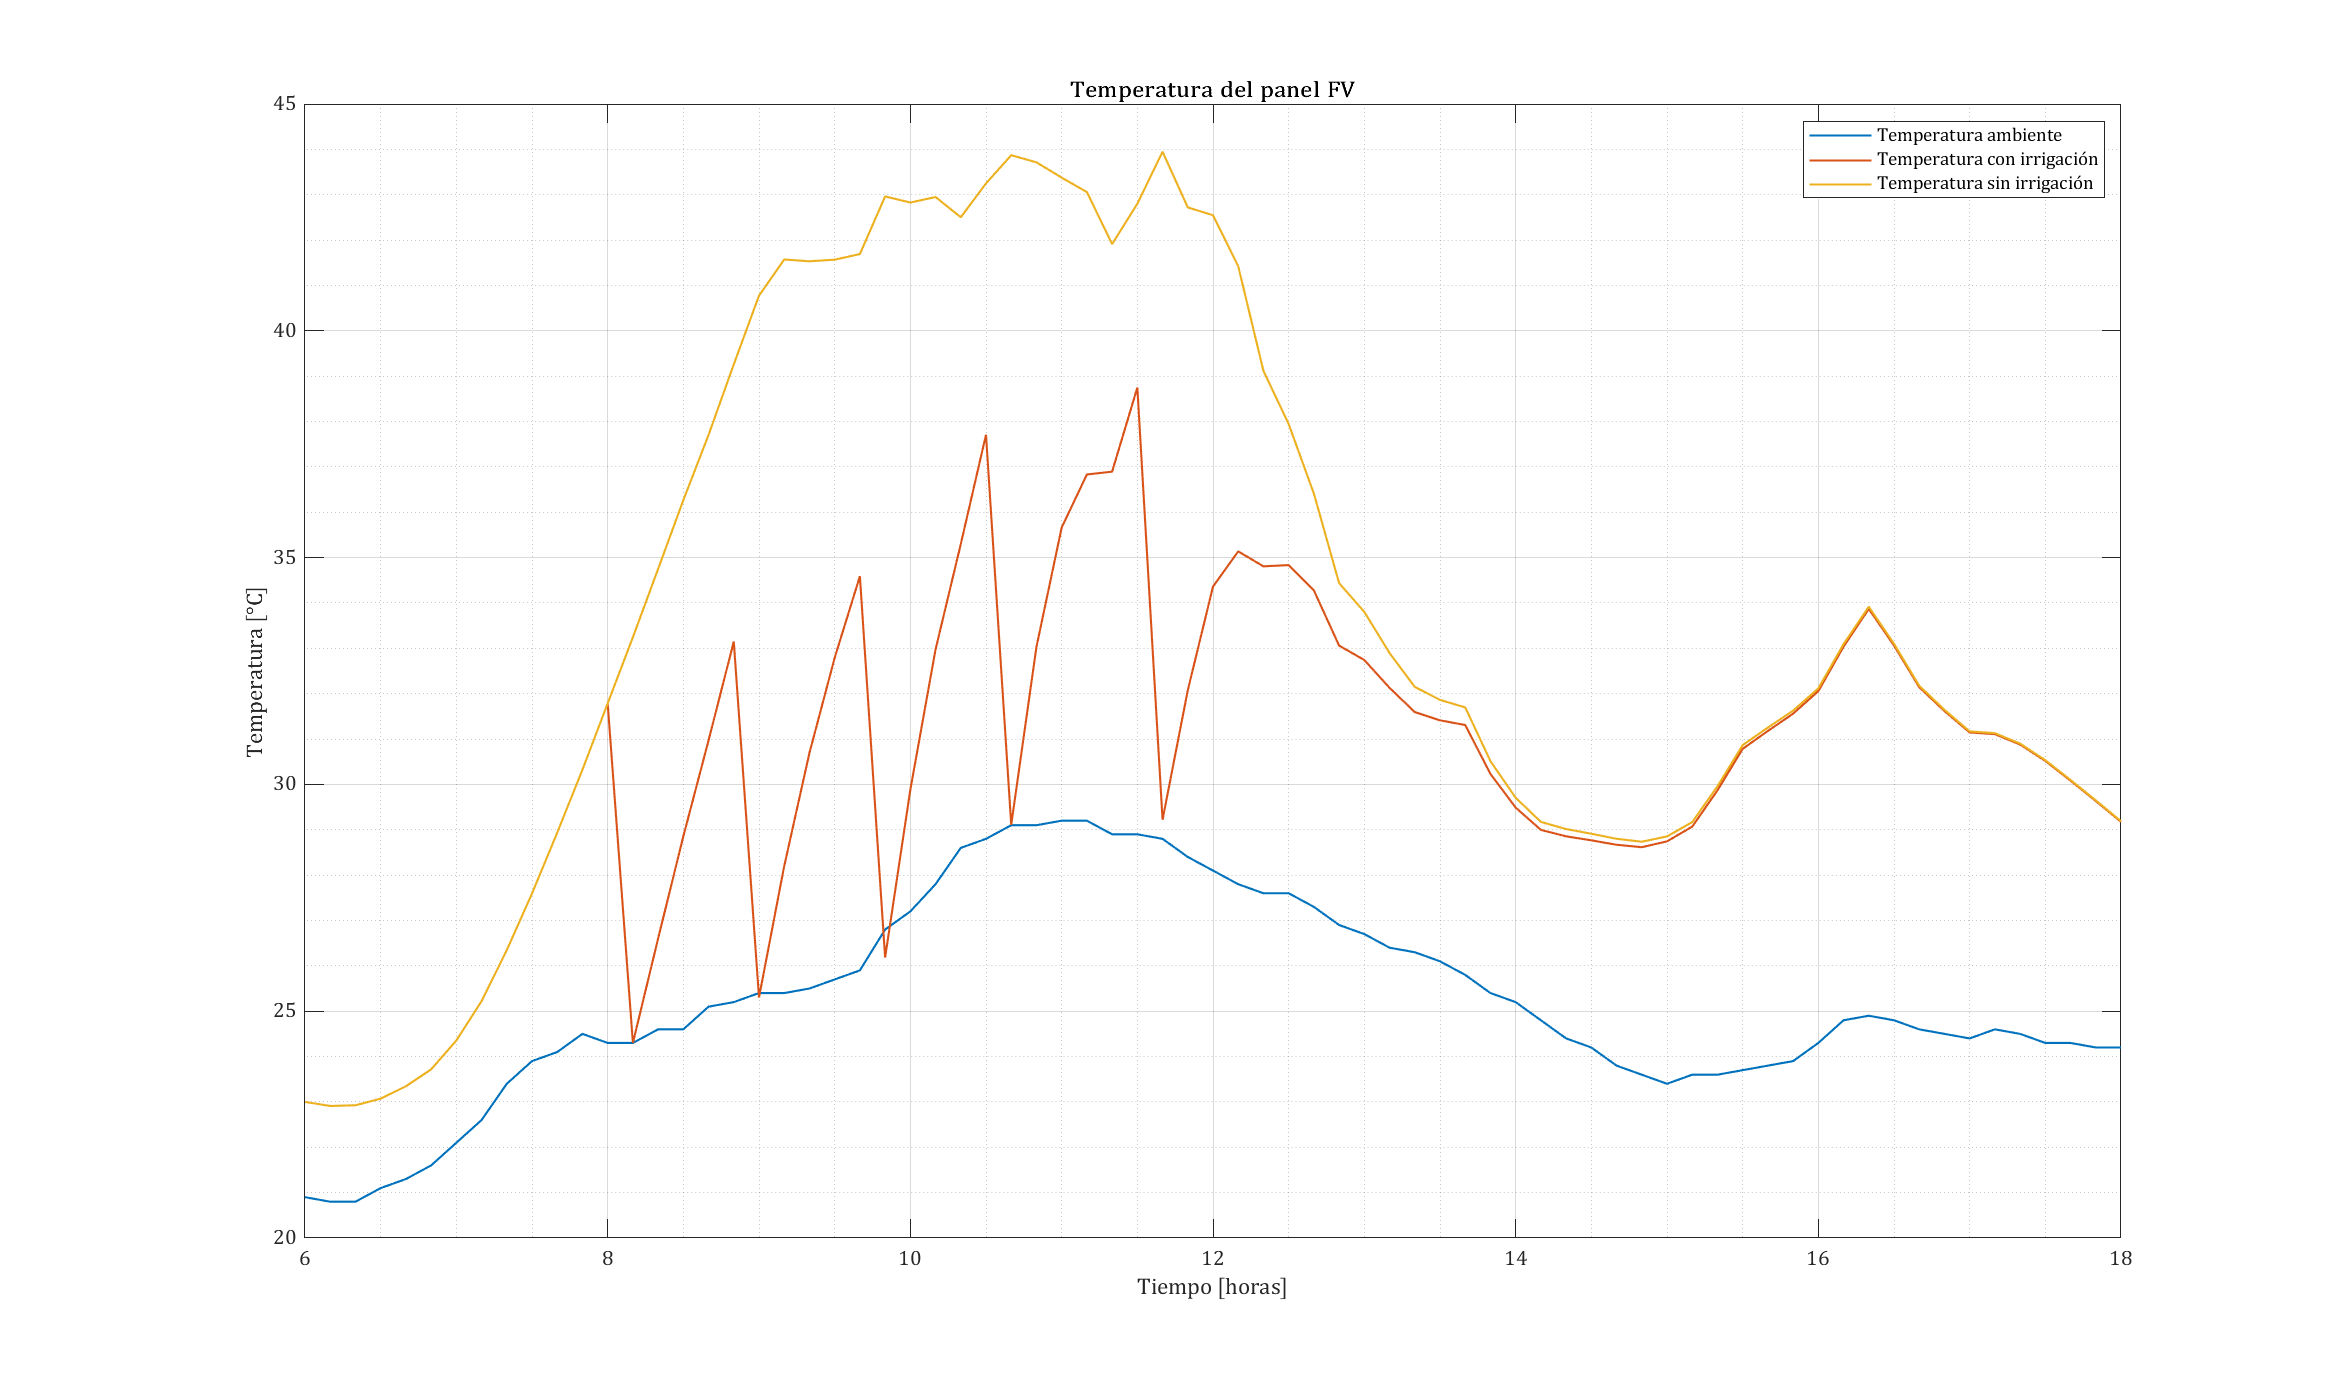 Temperatura del panel FV
45
40
35
30
25
20
Temperatura [°C]
Temperatura ambiente
Temperatura con irrigación
Temperatura sin irrigación
6
8
10
12
14
16
18
Tiempo [horas]